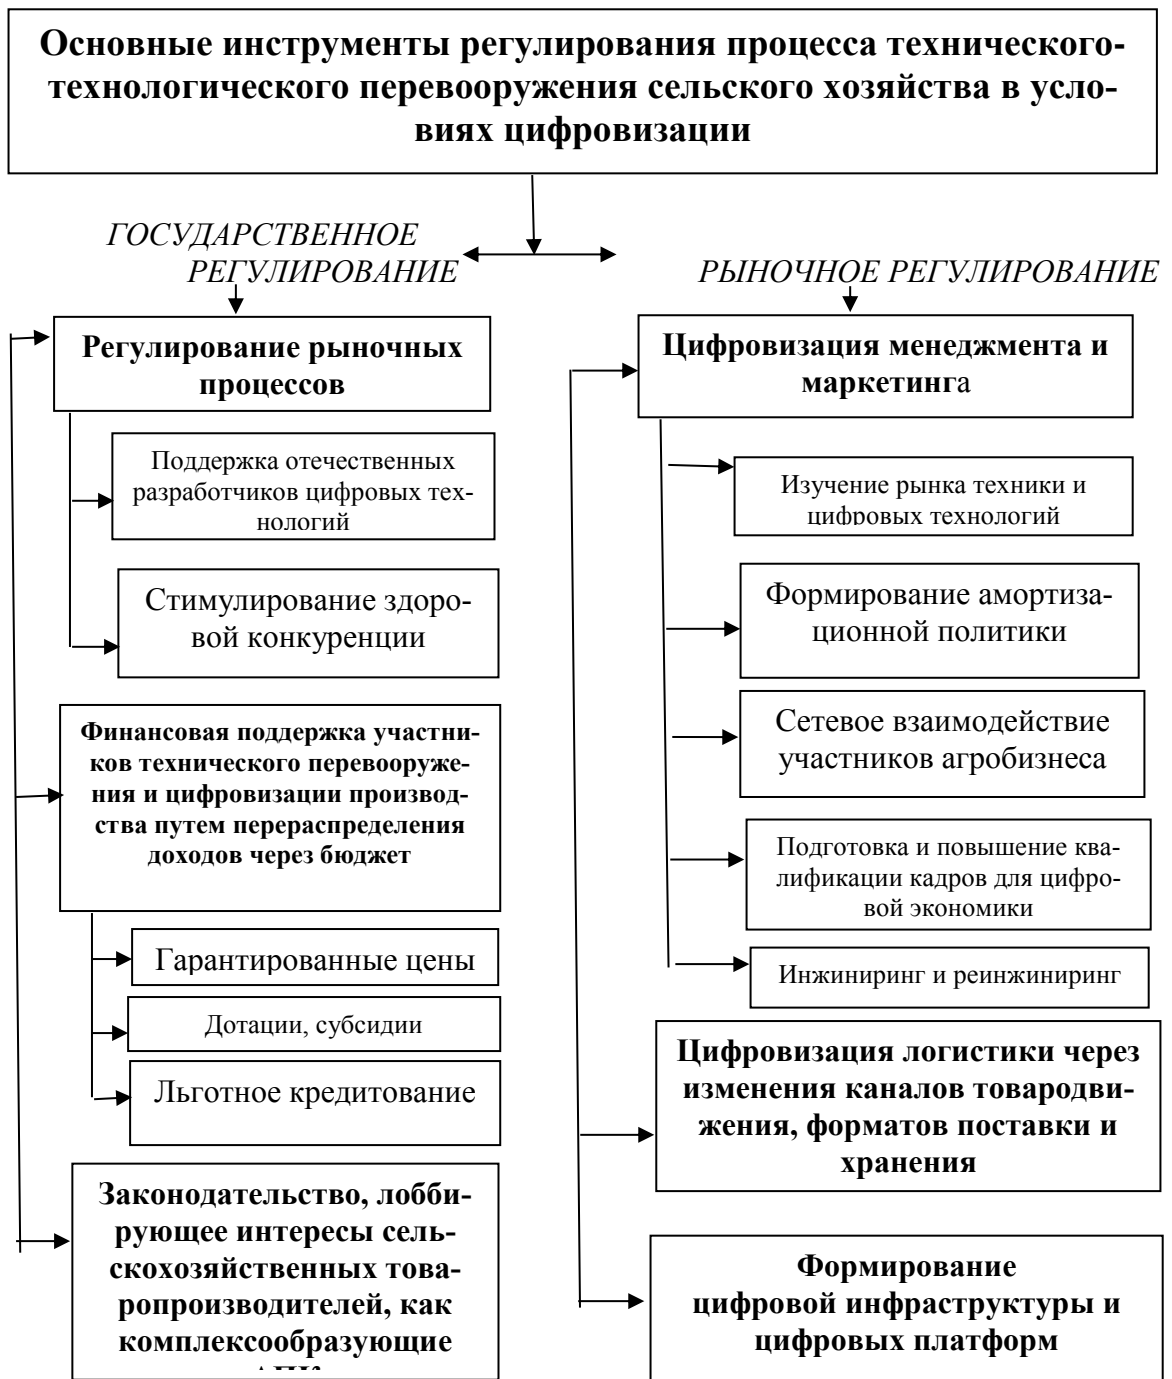 Основные инструменты регулирования процесса технического-
технологического перевооружения сельского хозяйства в усло-
виях цифровизации
ГОСУДАРСТВЕННОЕ
РЕГУЛИРОВАНИЕ
Регулирование рыночных
процессов
Поддержка отечественных
разработчиков цифровых тех-
нологий
Стимулирование здоро-
вой конкуренции
Финансовая поддержка участни-
ков технического перевооруже-
ния и цифровизации производ-
ства путем перераспределения
доходов через бюджет
Гарантированные цены
Дотации, субсидии
Льготное кредитование
Законодательство, лобби-
рующее интересы сель-
скохозяйственных това-
ропроизводителей, как
комплексообразующие
РЫНОЧНОЕ РЕГУЛИРОВАНИЕ
Цифровизация менеджмента и
маркетинга
Изучение рынка техники и
цифровых технологий
Формирование амортиза-
ционной политики
Сетевое взаимодействие
участников агробизнеса
Подготовка и повышение ква-
лификации кадров для цифро-
вой экономики
Инжиниринг и реинжиниринг
Цифровизация логистики через
изменения каналов товародви-
жения, форматов поставки и
хранения
Формирование
цифровой инфраструктуры и
цифровых платформ